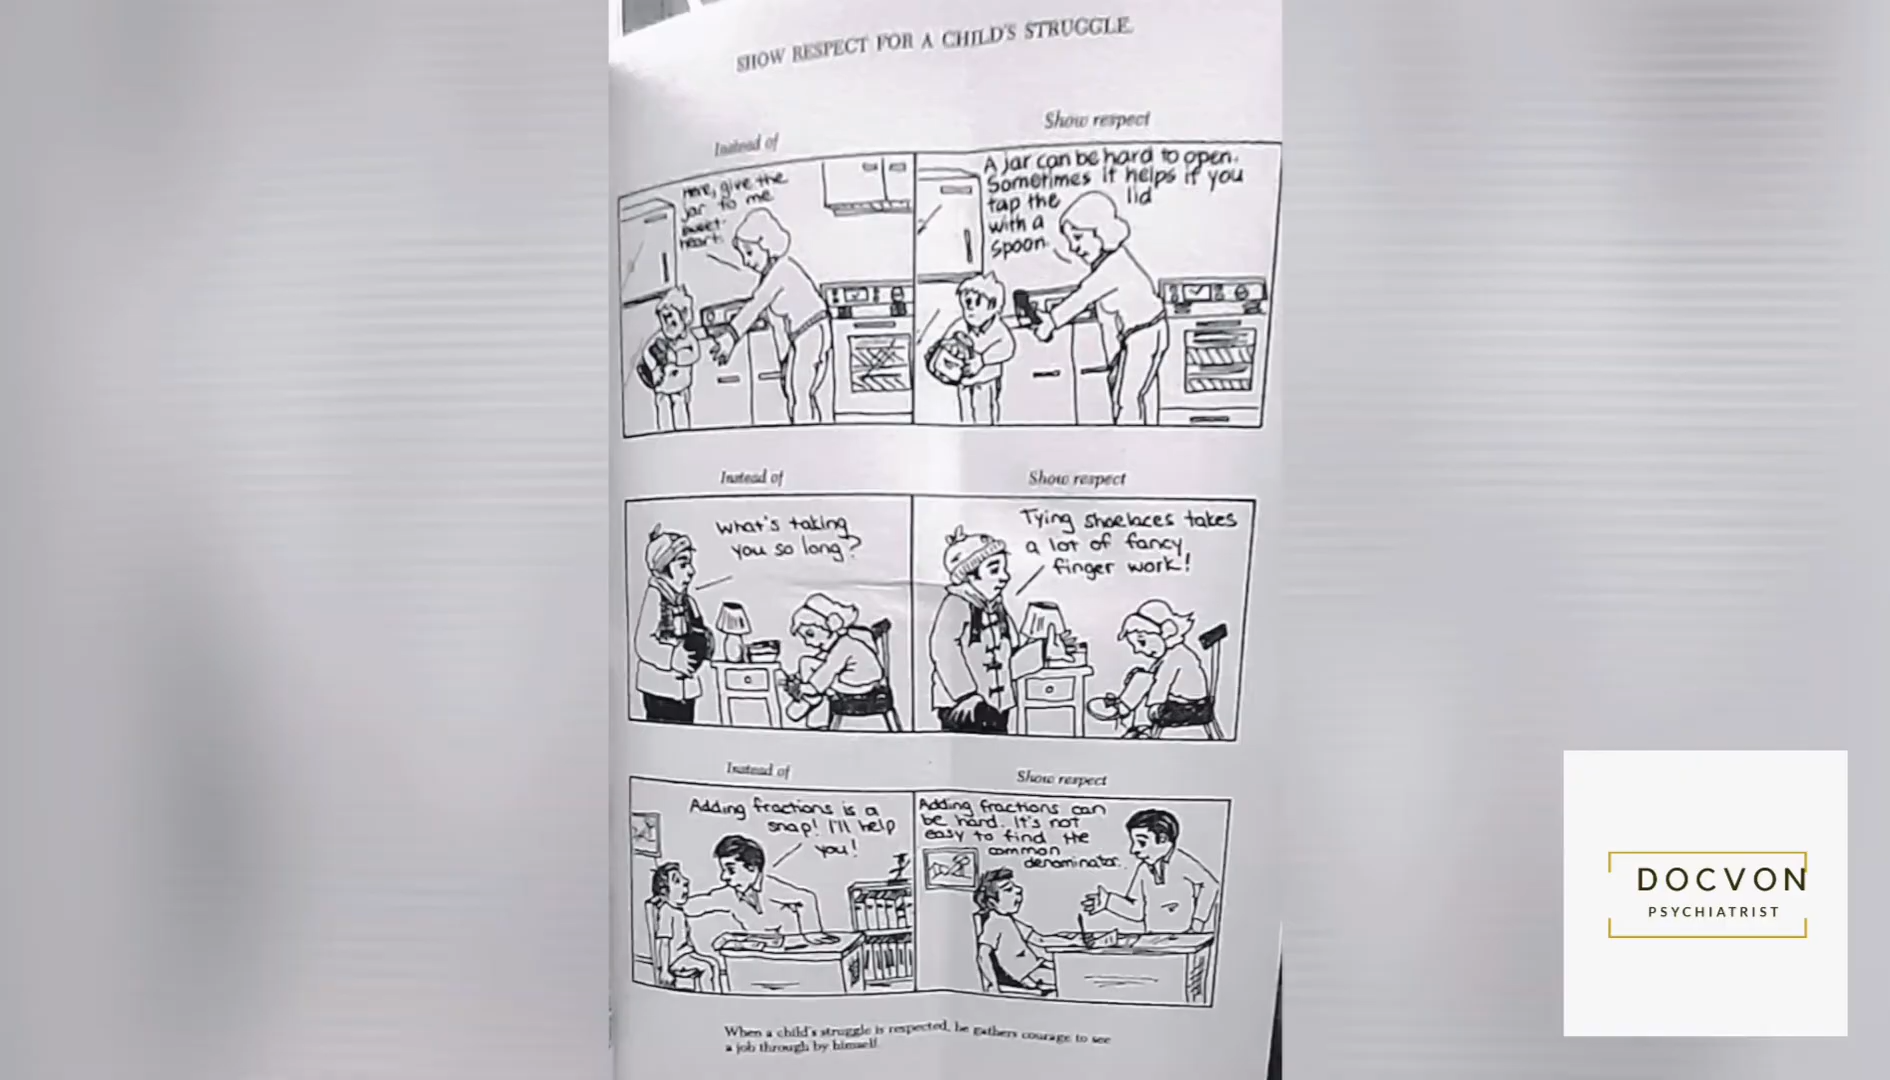 SHOW RESPECT FOR A CHILD'S STRUGGLE.
Instead of
Show respect
Here, give the
jar to me
sweet-
heart.
A jar can be hard to open.
Sometimes it helps if you
tap the lid
with a
spoon.
Instead of
Show respect
What's taking
you so long?
Tying shoelaces takes
a lot of fancy
finger work!
Instead of
Show respect
Adding fractions is a
snap! I'll help
you!
Adding fractions can
be hard. It's not
easy to find the
common
denominator.
When a child's struggle is respected, he gathers courage to see
a job through by himself.
DOCVON
PSYCHIATRIST